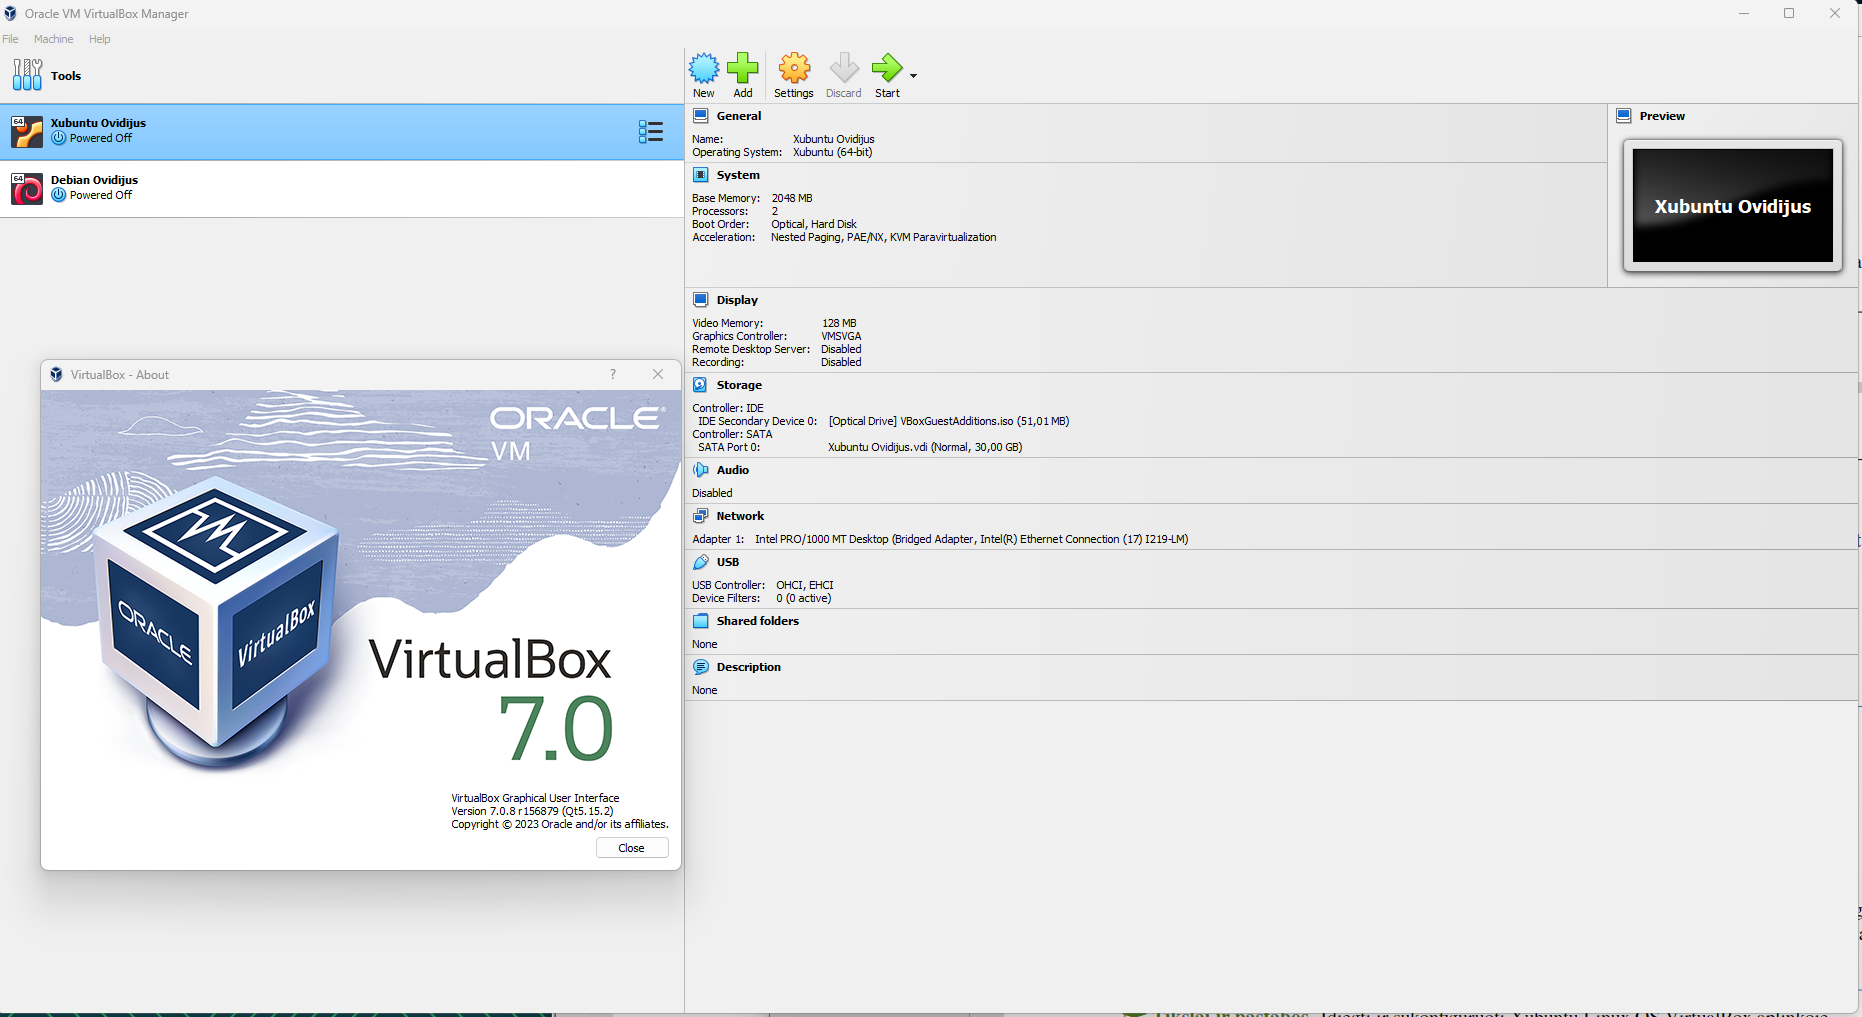 Oracle VM VirtualBox Manager
File Machine Help
Tools
64
Xubuntu Ovidijus
Powered Off
64
Debian Ovidijus
Powered Off
New Add Settings Discard Start
General
Name: Xubuntu Ovidijus
Operating System: Xubuntu (64-bit)
System
Base Memory: 2048 MB
Processors: 2
Boot Order: Optical, Hard Disk
Acceleration: Nested Paging, PAE/NX, KVM Paravirtualization
Preview
Xubuntu Ovidijus
Display
Video Memory: 128 MB
Graphics Controller: VMSVGA
Remote Desktop Server: Disabled
Recording: Disabled
Storage
Controller: IDE
IDE Secondary Device 0: [Optical Drive] VBoxGuestAdditions.iso (51,01 MB)
Controller: SATA
SATA Port 0: Xubuntu Ovidijus.vdi (Normal, 30,00 GB)
Audio
Disabled
Network
Adapter 1: Intel PRO/1000 MT Desktop (Bridged Adapter, Intel(R) Ethernet Connection (17) I219-LM)
USB
USB Controller: OHCI, EHCI
Device Filters: 0 (0 active)
Shared folders
None
Description
None
VirtualBox - About
?
ORACLE®
VM
ORACLE
VirtualBox
VirtualBox
7.0
VirtualBox Graphical User Interface
Version 7.0.8 r156879 (Qt5.15.2)
Copyright © 2023 Oracle and/or its affiliates.
Close